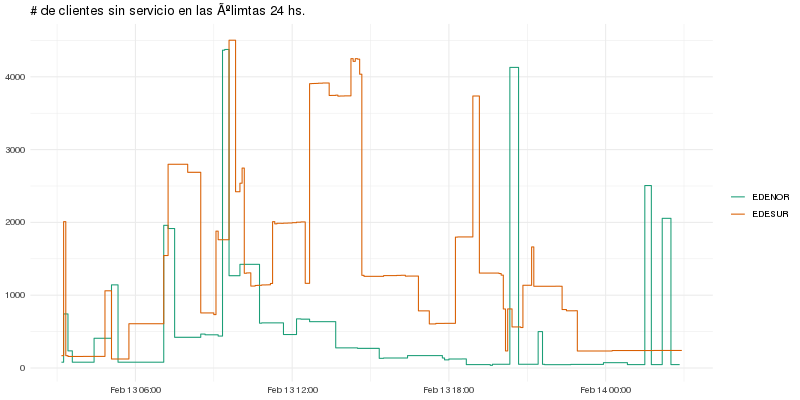 # de clientes sin servicio en las Ãºlimtas 24 hs.
4000
3000
2000
1000
0
Feb 13 06:00
Feb 13 12:00
Feb 13 18:00
Feb 14 00:00
EDENOR
EDESUR